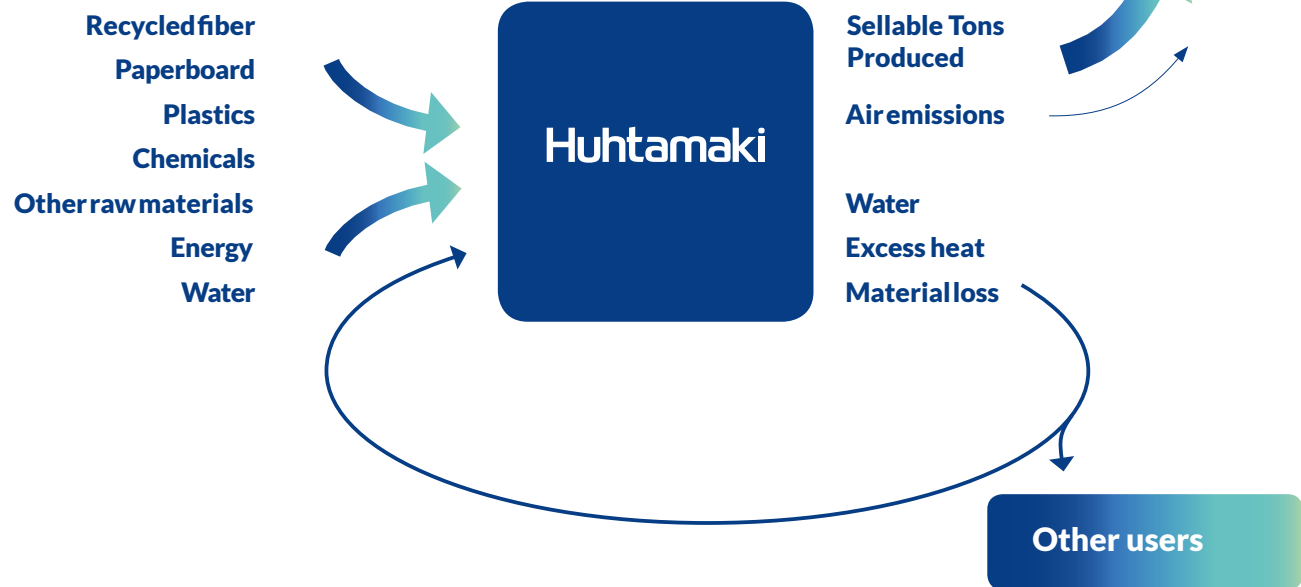 Recycled fiber
Paperboard
Plastics
Chemicals
Other raw materials
Energy
Water
Huhtamaki
Sellable Tons
Produced
Air emissions
Water
Excess heat
Material loss
Other users